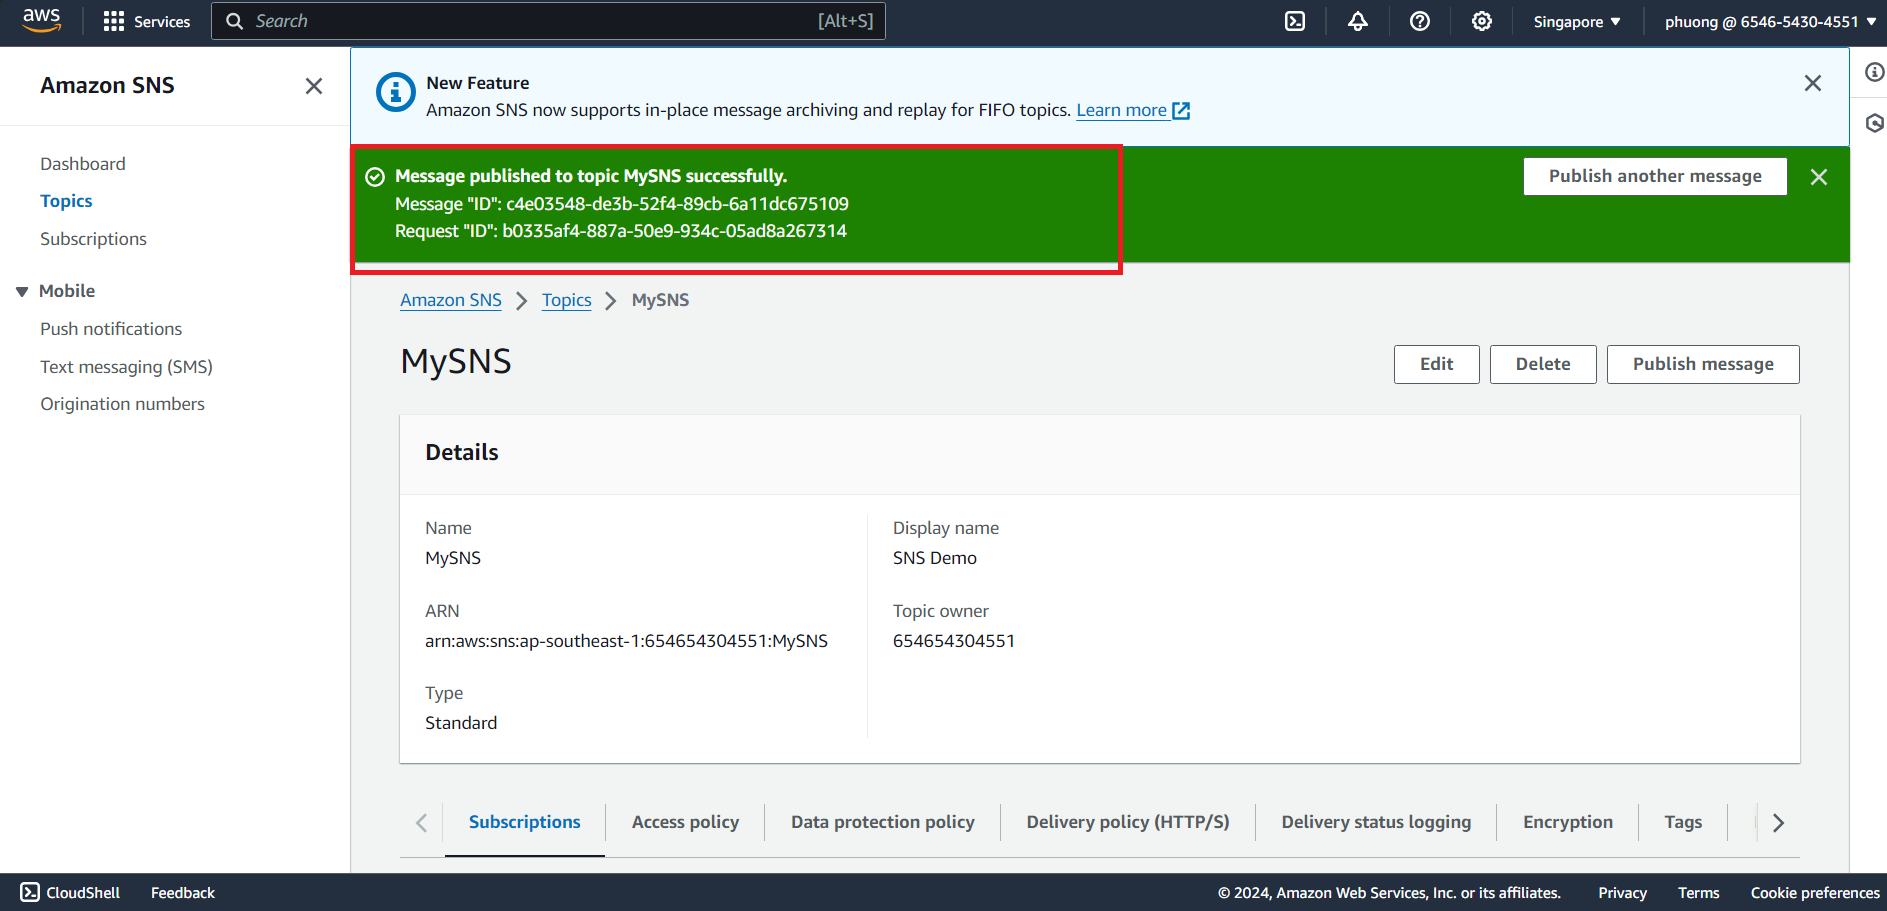 aws
Services
Search [Alt+S]
Singapore
phuong @ 6546-5430-4551
Amazon SNS
Dashboard
Topics
Subscriptions
Mobile
Push notifications
Text messaging (SMS)
Origination numbers
New Feature
Amazon SNS now supports in-place message archiving and replay for FIFO topics. Learn more
Message published to topic MySNS successfully.
Message "ID": c4e03548-de3b-52f4-89cb-6a11dc675109
Request "ID": b0335af4-887a-50e9-934c-05ad8a267314
Publish another message
Amazon SNS
Topics
MySNS
MySNS
Edit
Delete
Publish message
Details
Name
MySNS
Display name
SNS Demo
ARN
arn:aws:sns:ap-southeast-1:654654304551:MySNS
Topic owner
654654304551
Type
Standard
Subscriptions
Access policy
Data protection policy
Delivery policy (HTTP/S)
Delivery status logging
Encryption
Tags
CloudShell
Feedback
© 2024, Amazon Web Services, Inc. or its affiliates.
Privacy
Terms
Cookie preferences